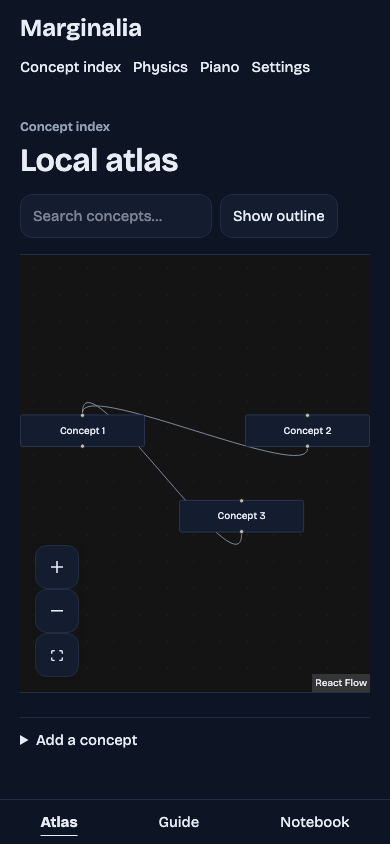 Marginalia
Concept index Physics Piano Settings
Concept index
Local atlas
Search concepts...
Show outline
Concept 1
Concept 2
Concept 3
React Flow
Add a concept
Atlas Guide Notebook